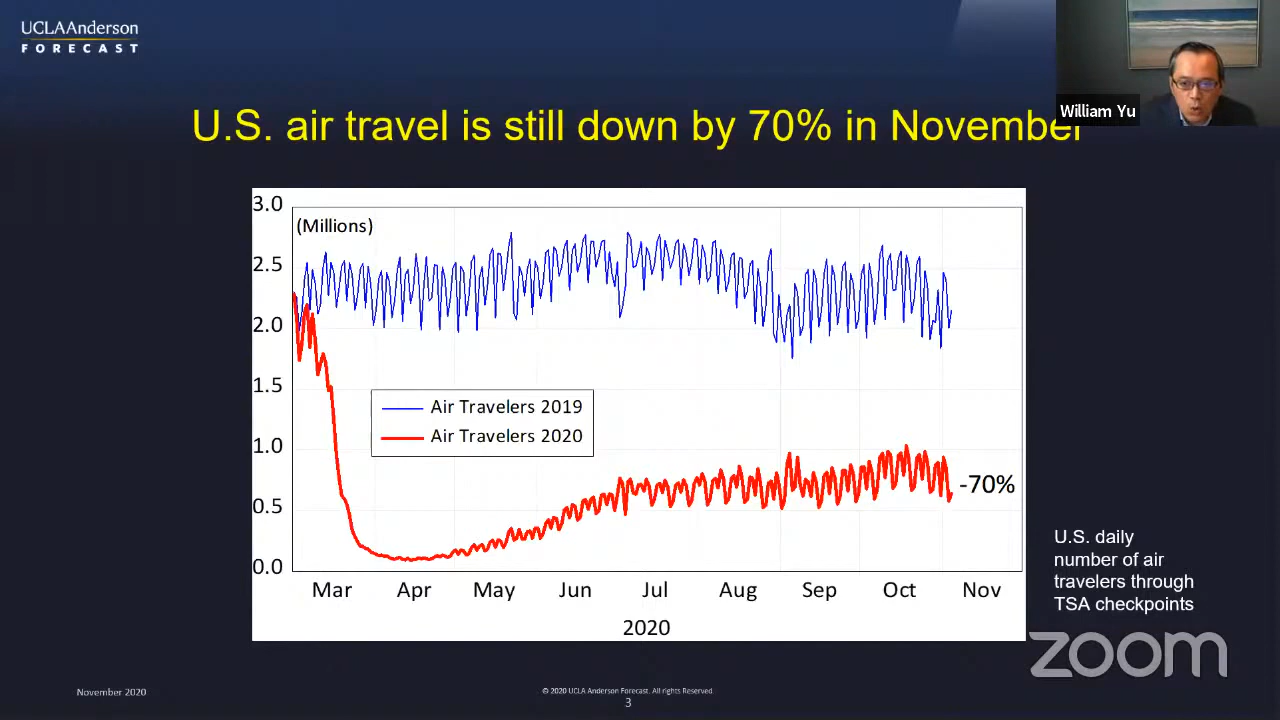 UCLAAnderson
FORECAST
William Yu
U.S. air travel is still down by 70% in November
3.0
(Millions)
2.5
2.0
1.5
Air Travelers 2019
Air Travelers 2020
1.0
-70%
0.5
0.0
Mar Apr May Jun Jul Aug Sep Oct Nov
2020
U.S. daily
number of air
travelers through
TSA checkpoints
zoom
November 2020
© 2020 UCLA Anderson Forecast. All rights Reserved.
3